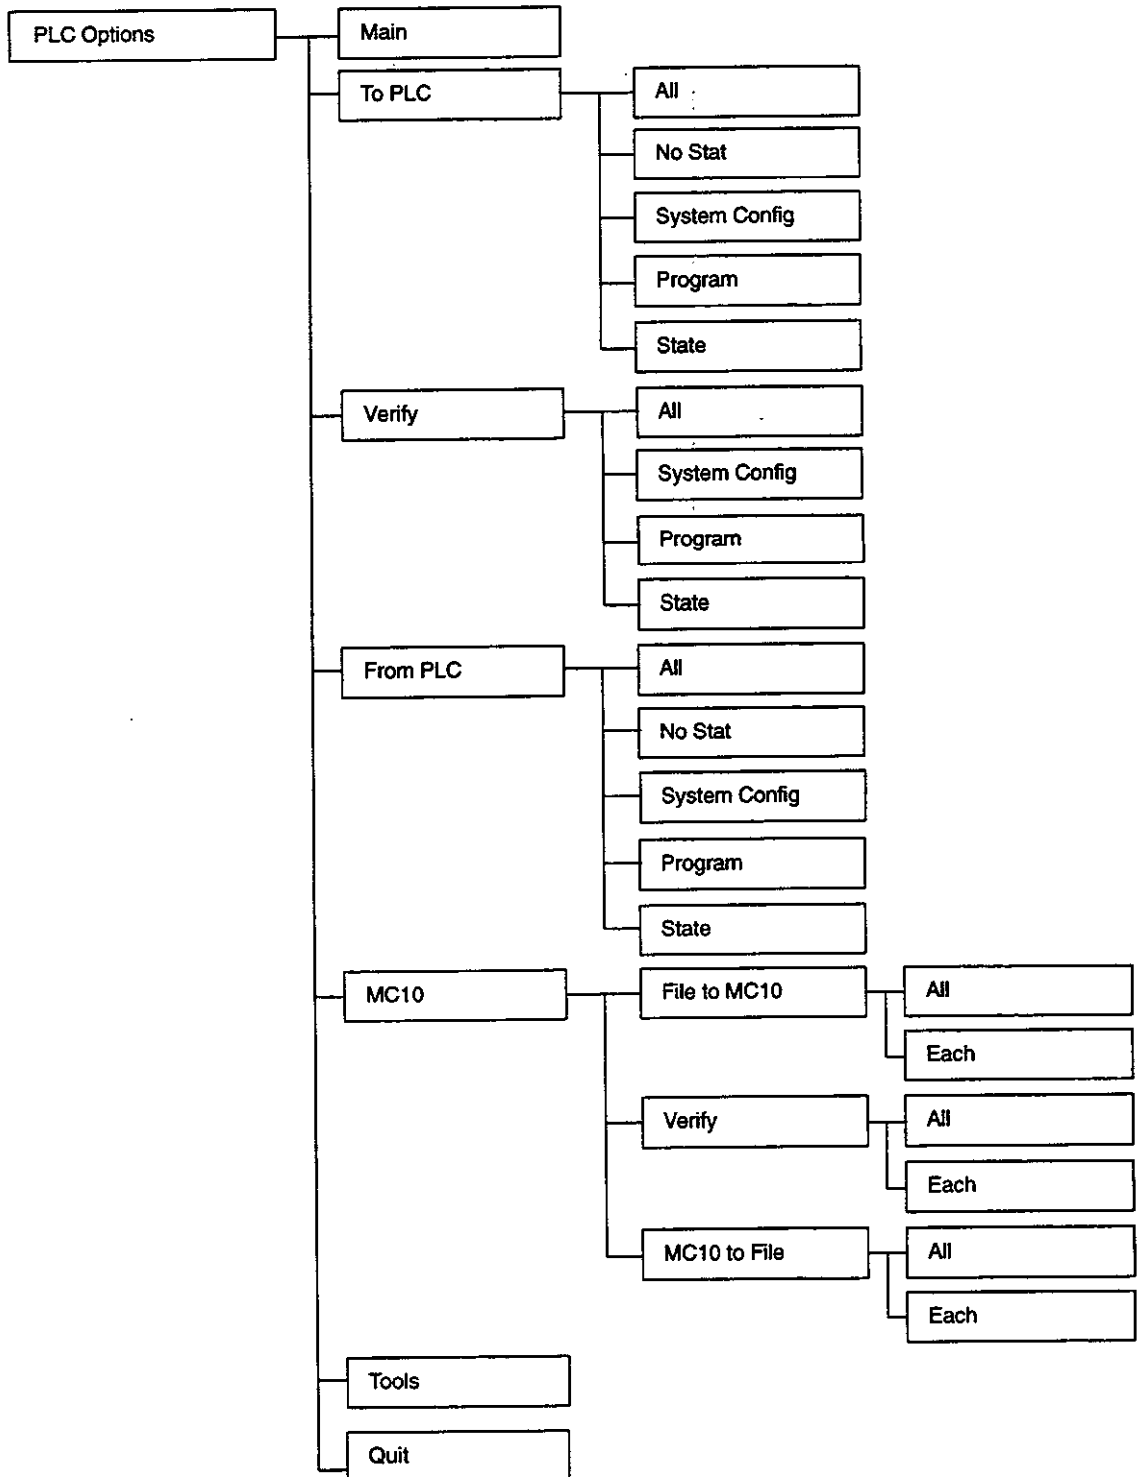 PLC Options
Main
To PLC
All
No Stat
System Config
Program
State
Verify
All
System Config
Program
State
From PLC
All
No Stat
System Config
Program
State
MC10
File to MC10
All
Each
Verify
All
Each
MC10 to File
All
Each
Tools
Quit